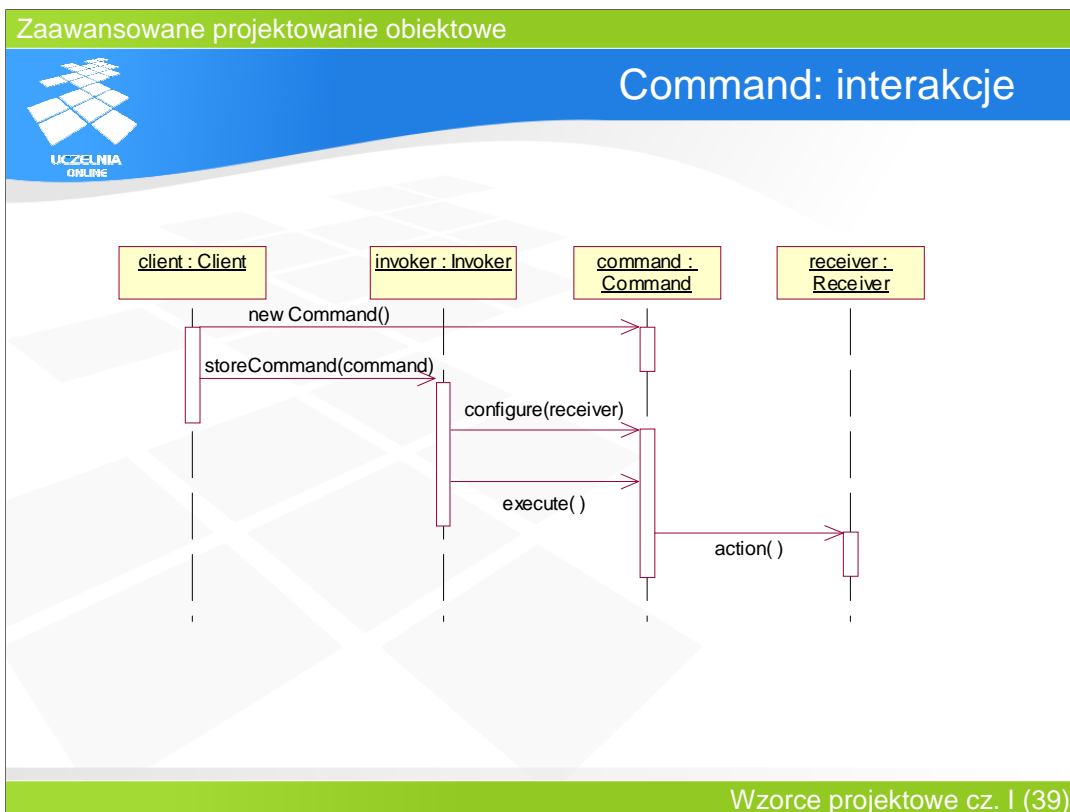 Zaawansowane projektowanie obiektowe
Command: interakcje
UCZELNIA
ONLINE
client : Client
invoker : Invoker
command :
Command
receiver :
Receiver
new Command()
storeCommand(command)
configure(receiver)
execute( )
action( )
Wzorce projektowe cz. I (39)